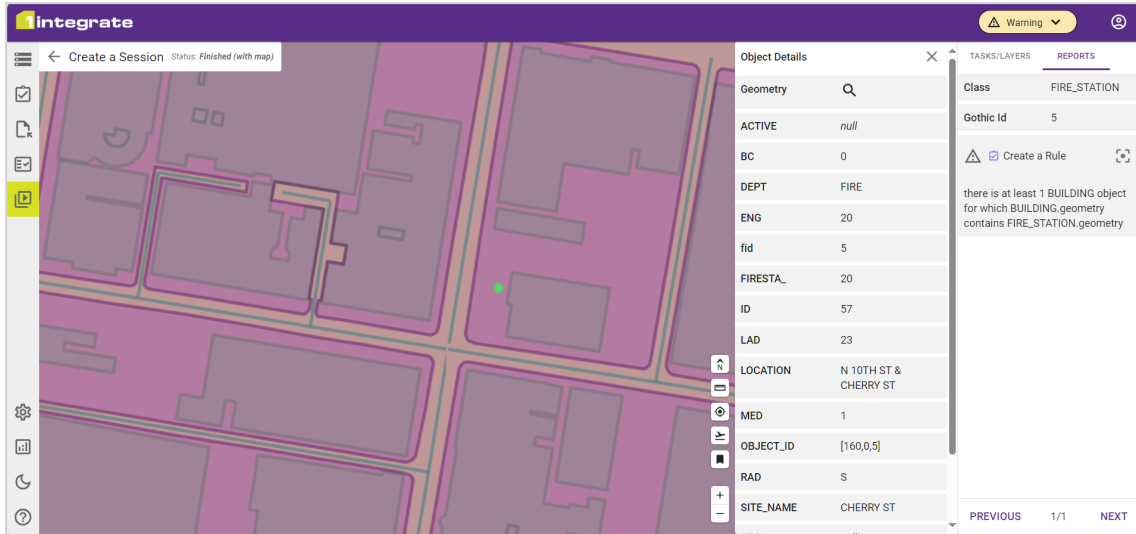 1integrate
Warning
Create a Session Status: Finished (with map)
Object Details
Geometry
ACTIVE null
BC 0
DEPT FIRE
ENG 20
fid 5
FIRESTA_ 20
ID 57
LAD 23
LOCATION N 10TH ST &
CHERRY ST
MED 1
OBJECT_ID [160,0,5]
RAD S
SITE_NAME CHERRY ST
N
+
−
TASKS/LAYERS REPORTS
Class FIRE_STATION
Gothic Id 5
Create a Rule
there is at least 1 BUILDING object
for which BUILDING.geometry
contains FIRE_STATION.geometry
PREVIOUS 1/1 NEXT